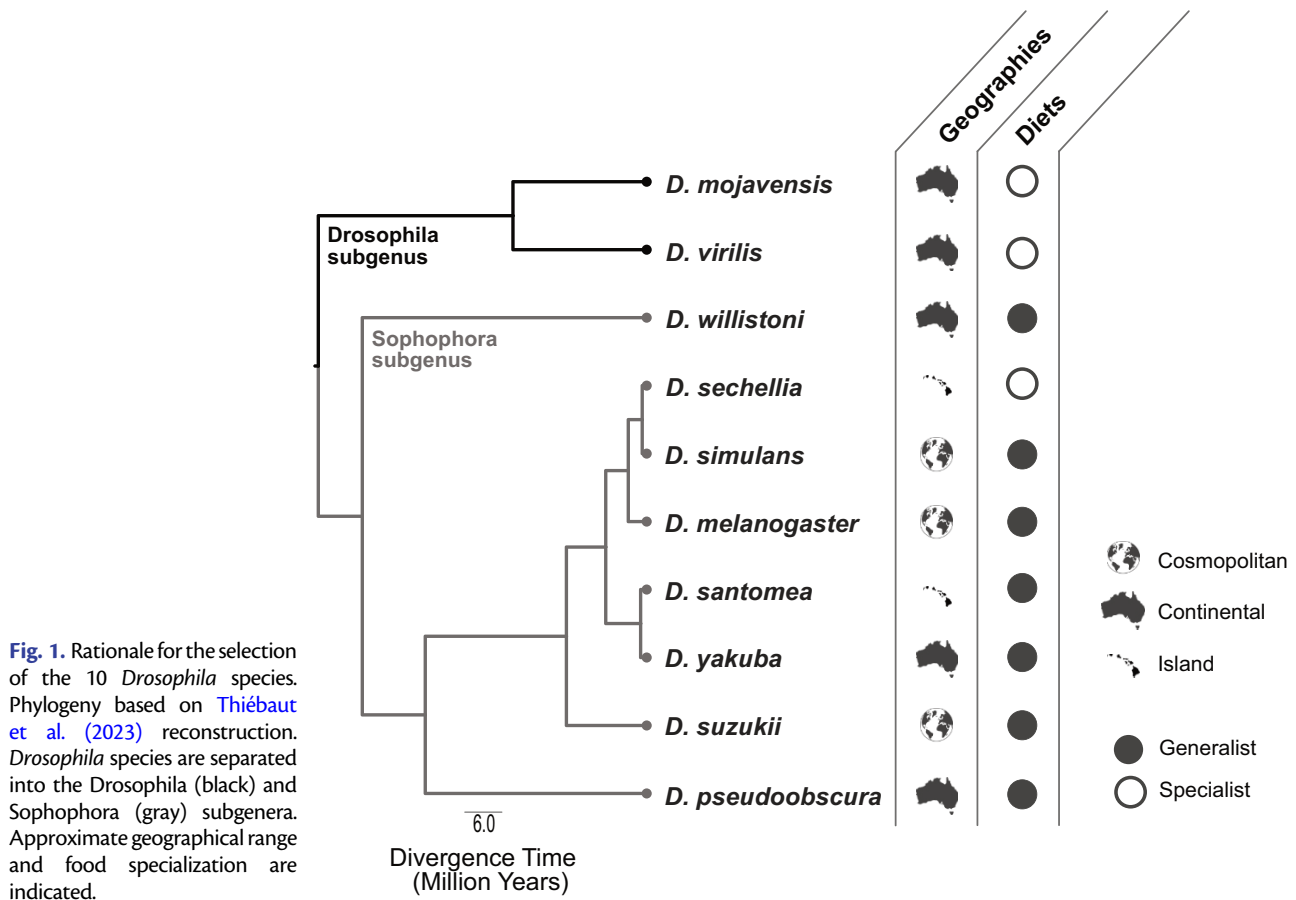 Geographies
Diets
D. mojavensis
Drosophila
subgenus
D. virilis
D. willistoni
Sophophora
subgenus
D. sechellia
D. simulans
D. melanogaster
D. santomea
D. yakuba
D. suzukii
D. pseudoobscura
6.0
Divergence Time
(Million Years)
Cosmopolitan
Continental
Island
Generalist
Specialist
Fig. 1. Rationale for the selection
of the 10 Drosophila species.
Phylogeny based on Thiébaut
et al. (2023) reconstruction.
Drosophila species are separated
into the Drosophila (black) and
Sophophora (gray) subgenera.
Approximate geographical range
and food specialization are
indicated.